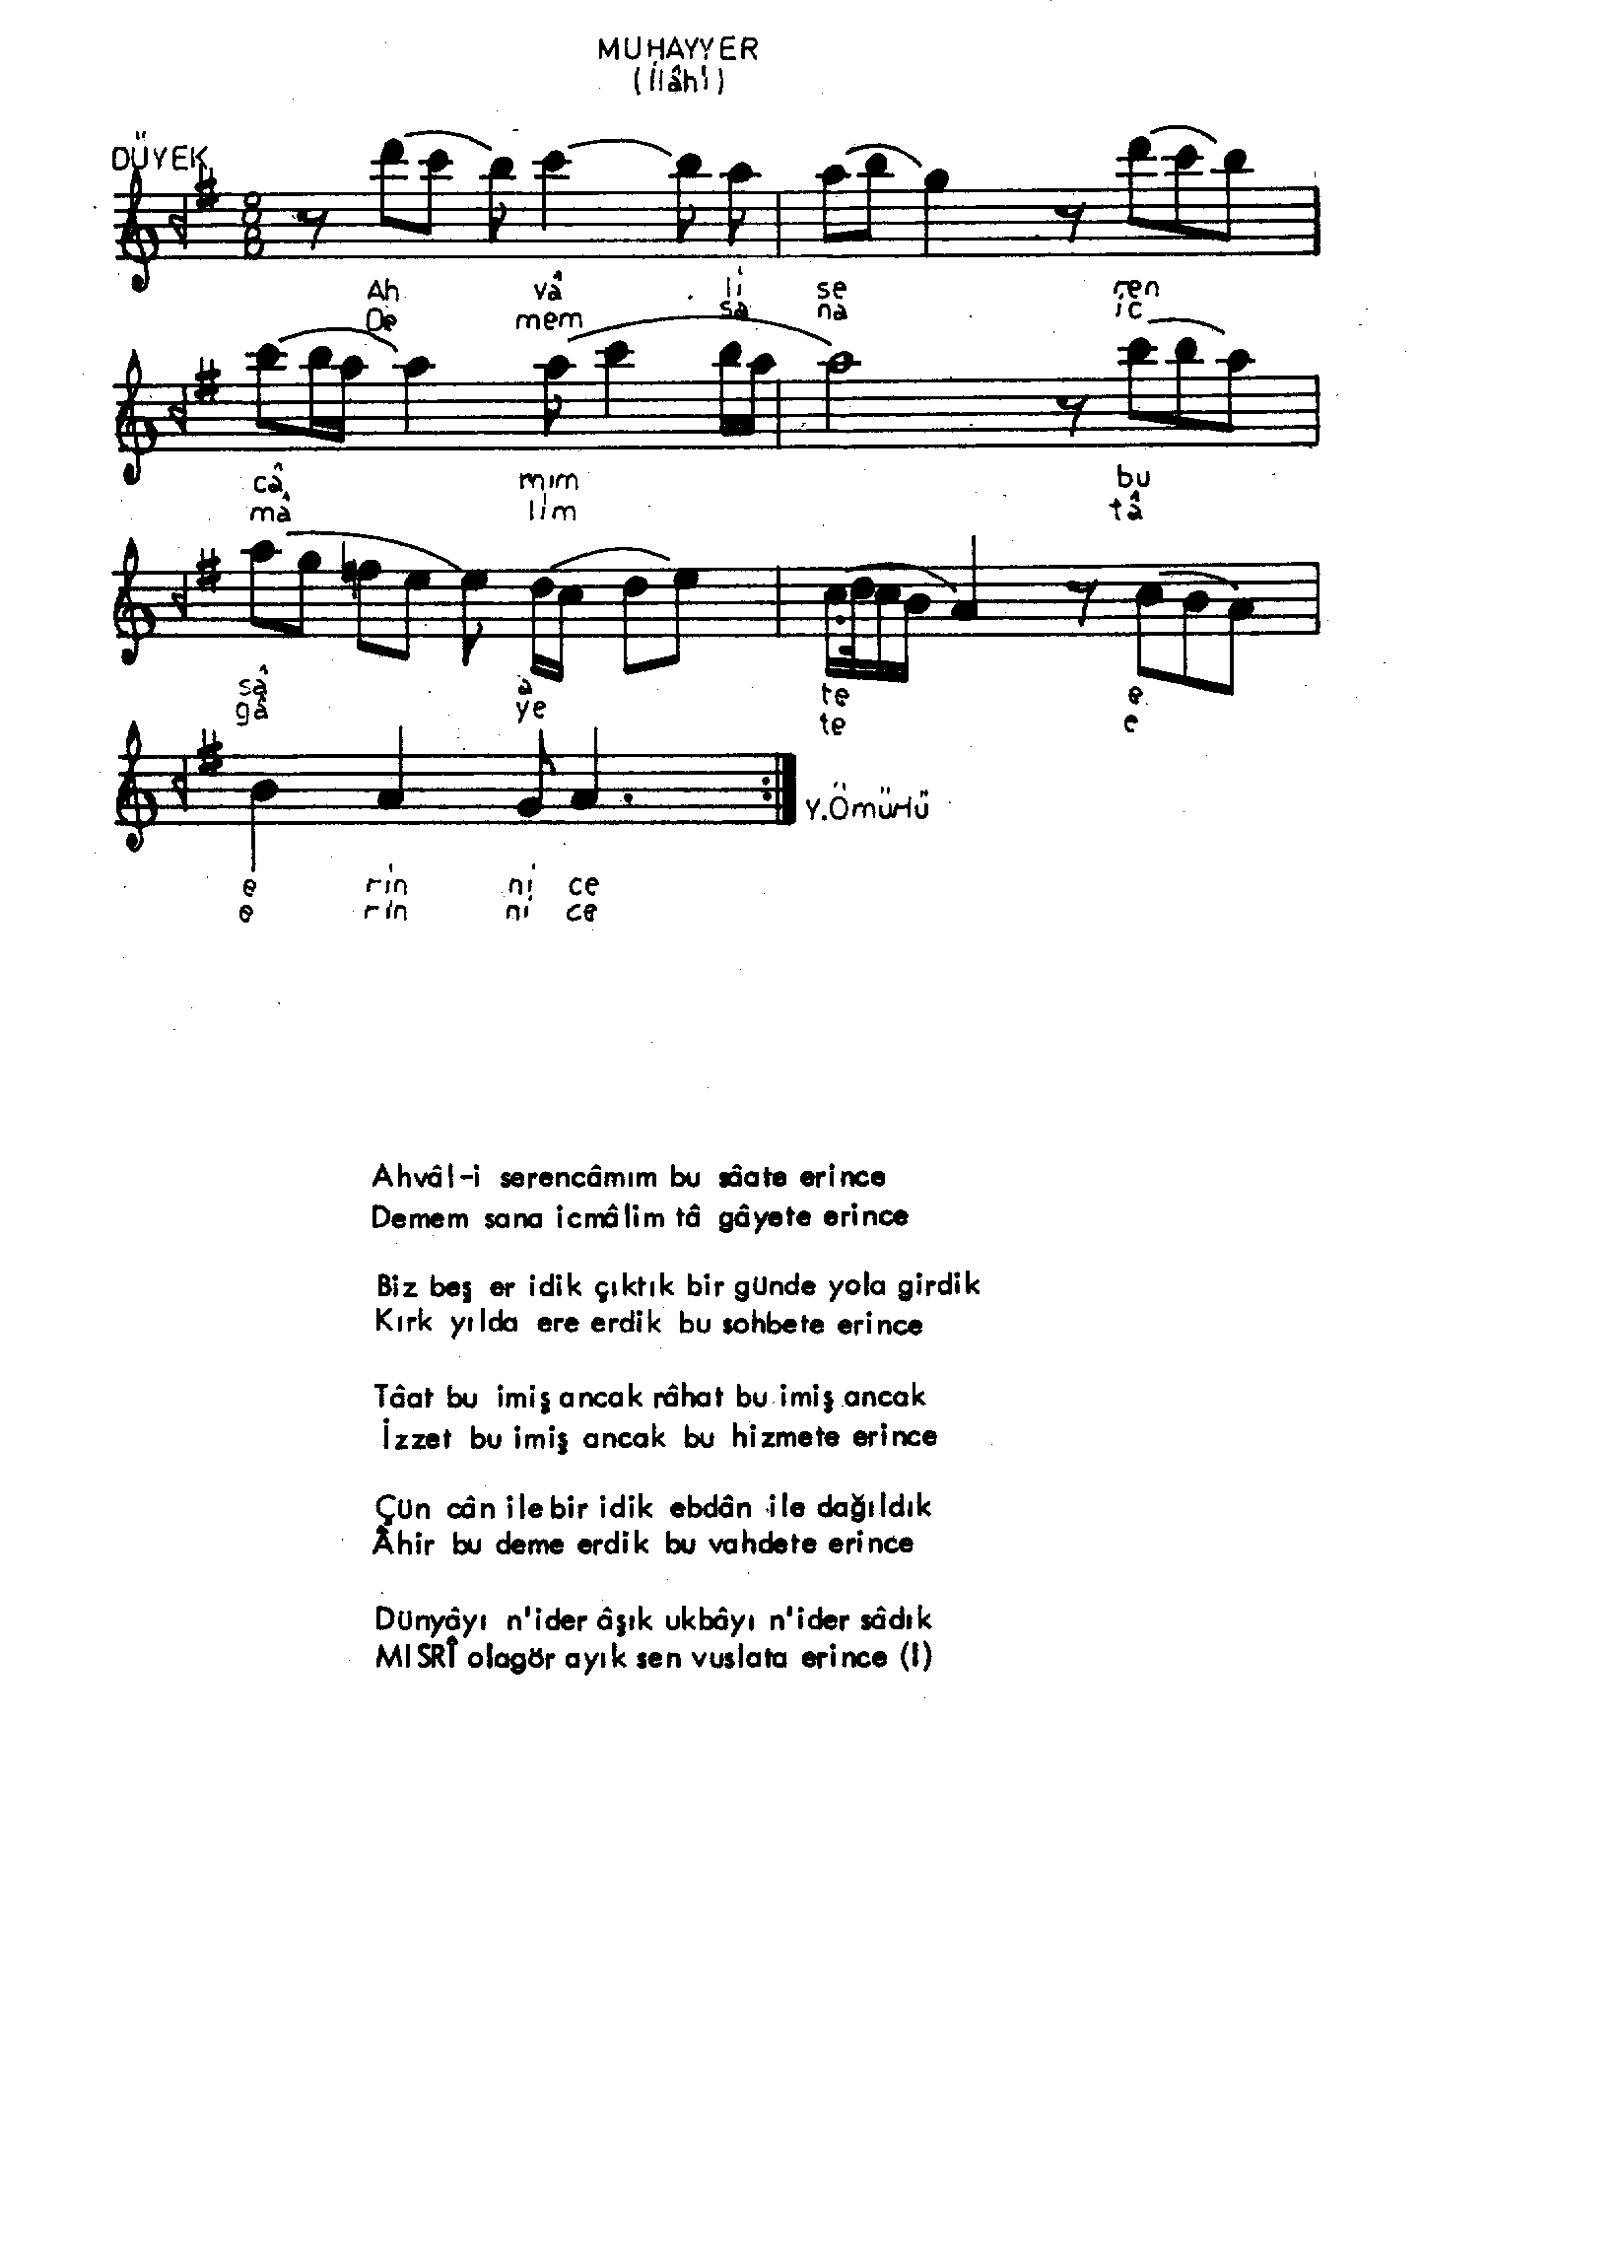 MUHAYYER
(İlâhi)
DÜYEK
8
8
Ah vâ li se ren
De mem sa na ic
câ mım bu
mâ lim tâ
sâ a te e
gâ ye te e
Y.Ömürlü
e rin ni ce
e rin ni ce
Ahvâl-i serencâmım bu sâate erince
Demem sana icmâlim tâ gâyete erince
Biz beş er idik çıktık bir günde yola girdik
Kırk yılda ere erdik bu sohbete erince
Tâat bu imiş ancak râhat bu imiş ancak
İzzet bu imiş ancak bu hizmete erince
Çün cân ile bir idik ebdân ile dağıldık
Âhir bu deme erdik bu vahdete erince
Dünyâyı n'ider âşık ukbâyı n'ider sâdık
MISRÎ olagör ayık sen vuslata erince (1)